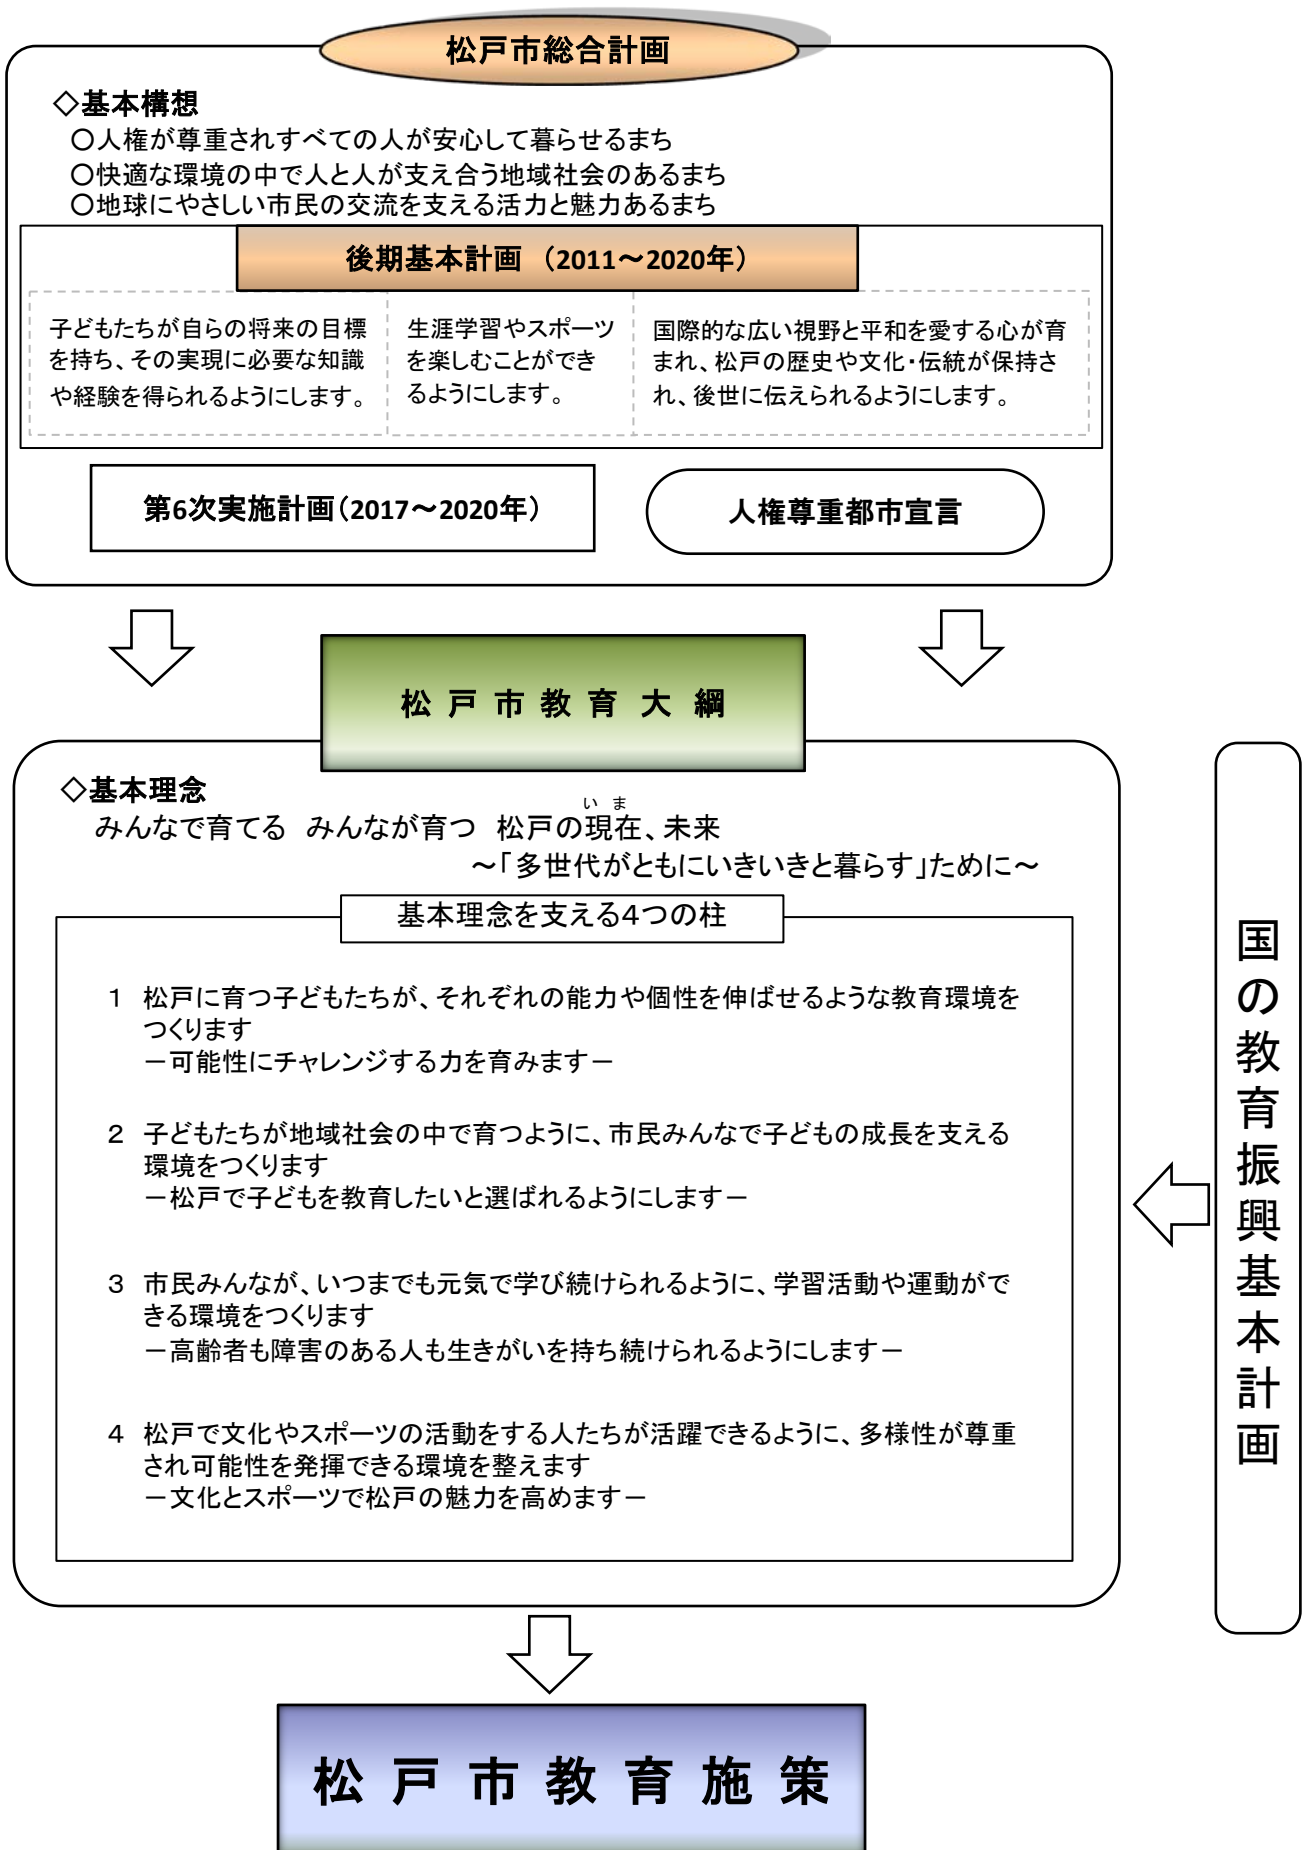 松戸市総合計画
◇基本構想
○人権が尊重されすべての人が安心して暮らせるまち
○快適な環境の中で人と人が支え合う地域社会のあるまち
○地球にやさしい市民の交流を支える活力と魅力あるまち
後期基本計画 (2011～2020年)
子どもたちが自らの将来の目標
を持ち、その実現に必要な知識
や経験を得られるようにします。
生涯学習やスポーツ
を楽しむことができ
るようにします。
国際的な広い視野と平和を愛する心が育
まれ、松戸の歴史や文化・伝統が保持さ
れ、後世に伝えられるようにします。
第6次実施計画(2017～2020年)
人権尊重都市宣言
松戸市教育大綱
◇基本理念
いま
みんなで育てる みんなが育つ 松戸の現在、未来
～「多世代がともにいきいきと暮らす」ために～
基本理念を支える4つの柱
1 松戸に育つ子どもたちが、それぞれの能力や個性を伸ばせるような教育環境を
つくります
－可能性にチャレンジする力を育みます－
2 子どもたちが地域社会の中で育つように、市民みんなで子どもの成長を支える
環境をつくります
－松戸で子どもを教育したいと選ばれるようにします－
3 市民みんなが、いつまでも元気で学び続けられるように、学習活動や運動がで
きる環境をつくります
－高齢者も障害のある人も生きがいを持ち続けられるようにします－
4 松戸で文化やスポーツの活動をする人たちが活躍できるように、多様性が尊重
され可能性を発揮できる環境を整えます
－文化とスポーツで松戸の魅力を高めます－
国の教育振興基本計画
松戸市教育施策